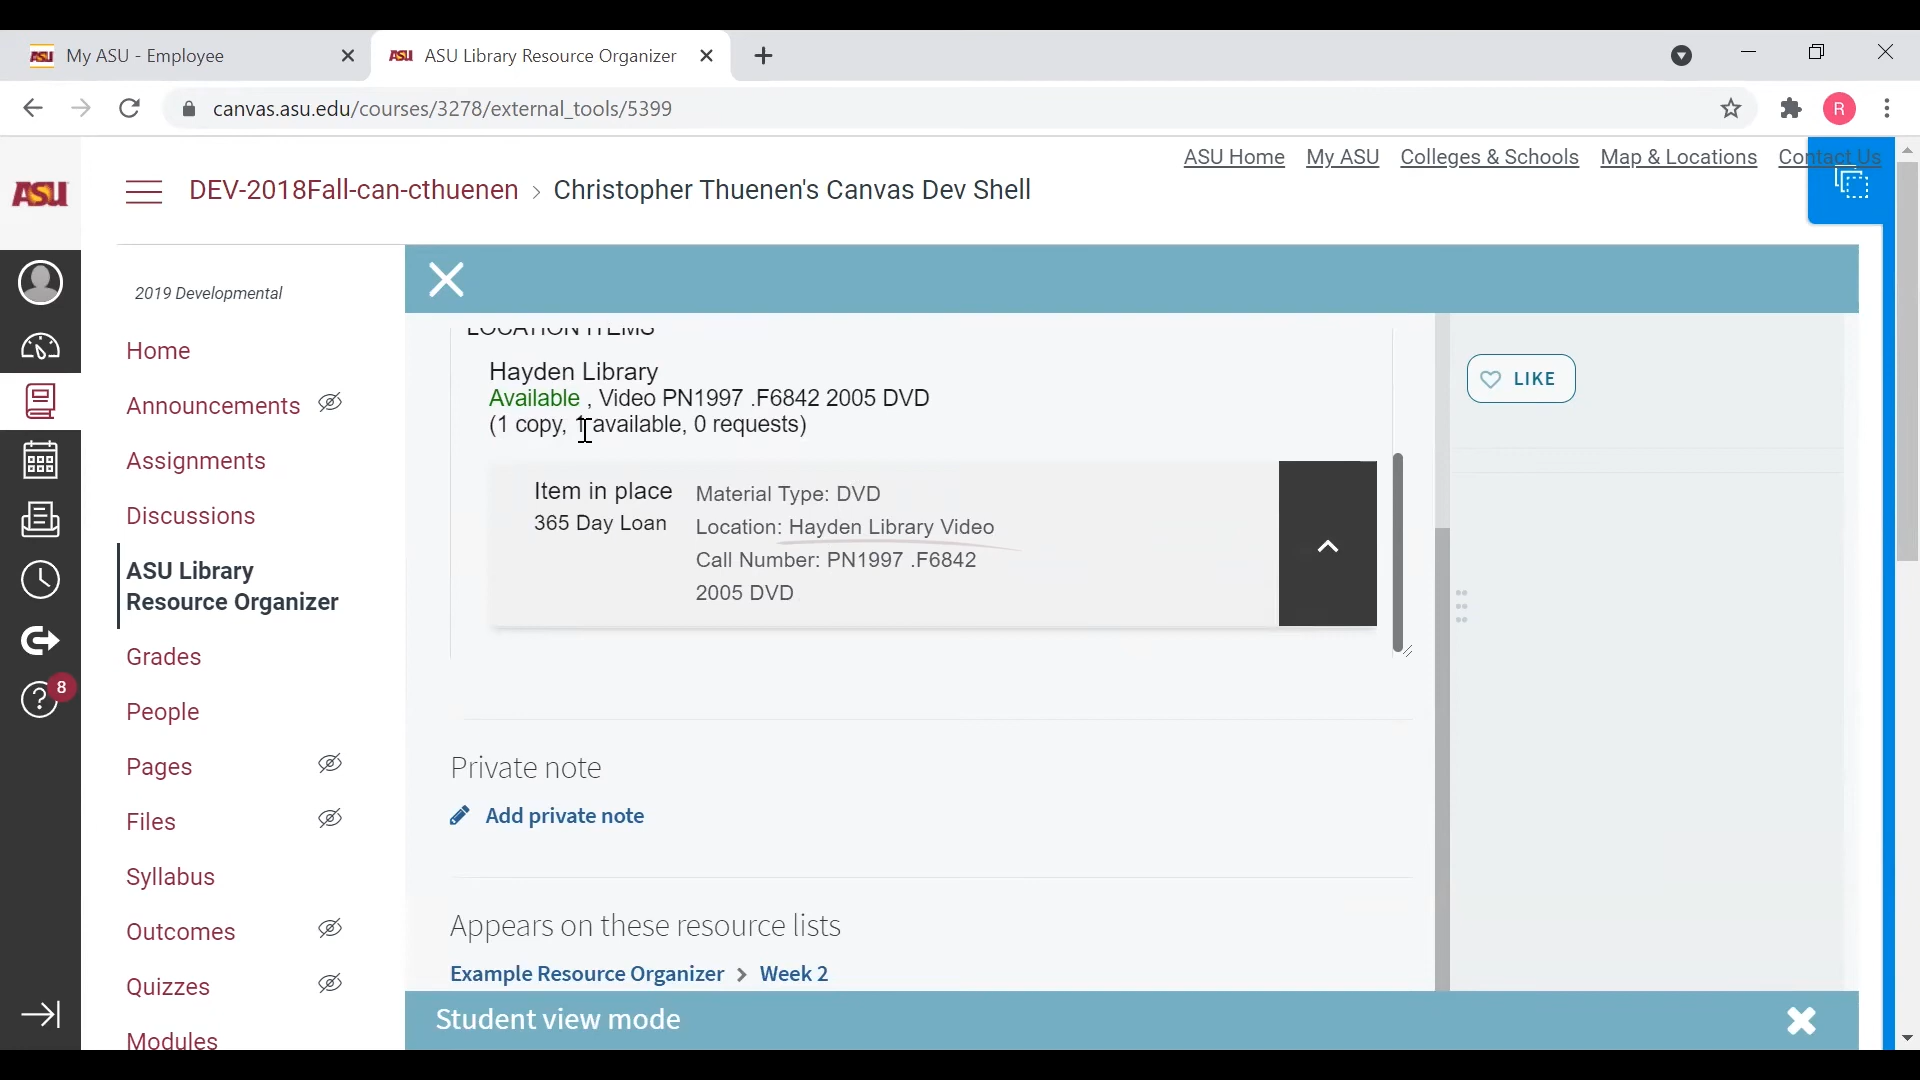 ASU My ASU - Employee
ASU ASU Library Resource Organizer
canvas.asu.edu/courses/3278/external_tools/5399
R
ASU Home My ASU Colleges & Schools Map & Locations Contact Us
ASU
DEV-2018Fall-can-cthuenen > Christopher Thuenen's Canvas Dev Shell
2019 Developmental
Home
Announcements
Assignments
Discussions
ASU Library
Resource Organizer
Grades
People
Pages
Files
Syllabus
Outcomes
Quizzes
Modules
8
LOCATION ITEMS
Hayden Library
Available , Video PN1997 .F6842 2005 DVD
(1 copy, 1 available, 0 requests)
Item in place
365 Day Loan
Material Type: DVD
Location: Hayden Library Video
Call Number: PN1997 .F6842
2005 DVD
LIKE
Private note
Add private note
Appears on these resource lists
Example Resource Organizer > Week 2
Student view mode